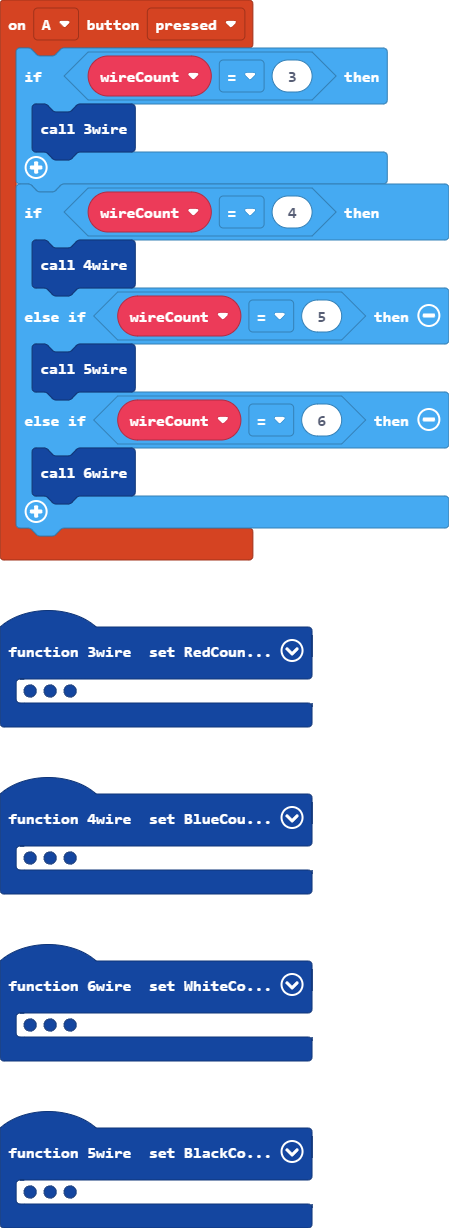 on A button pressed
if wireCount = 3 then
call 3wire
if wireCount = 4 then
call 4wire
else if wireCount = 5 then
call 5wire
else if wireCount = 6 then
call 6wire
function 3wire set RedCoun...
function 4wire set BlueCou...
function 6wire set WhiteCo...
function 5wire set BlackCo...